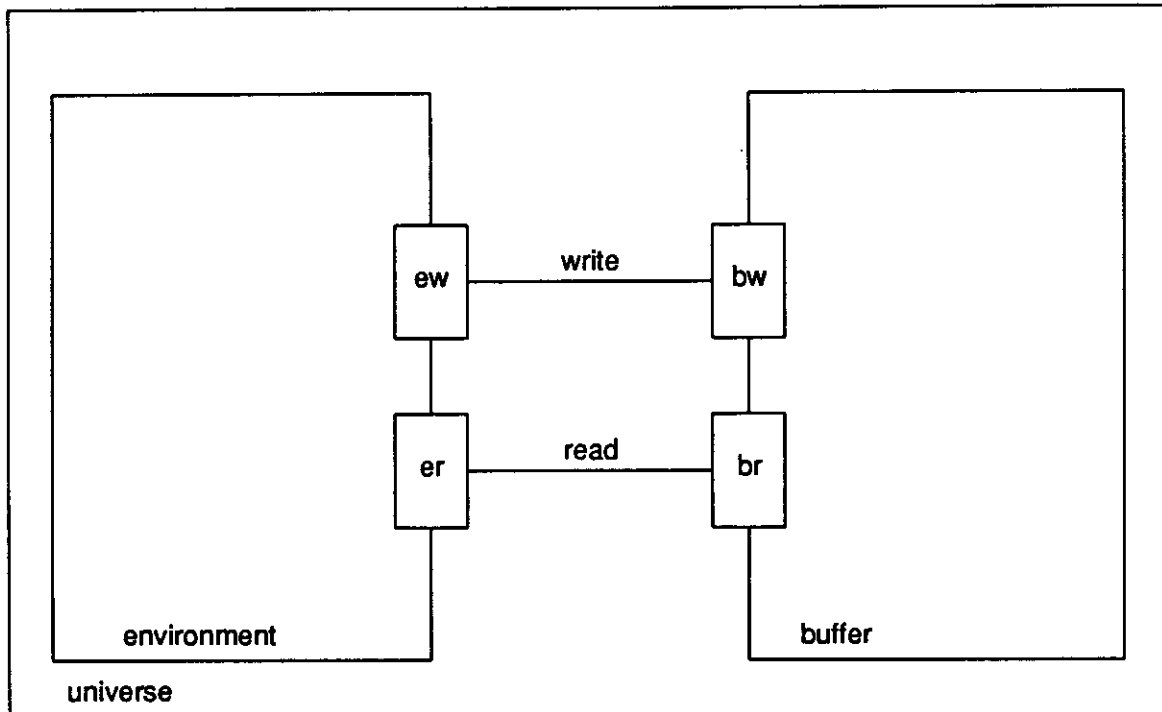 write
ew
bw
read
er
br
environment
buffer
universe